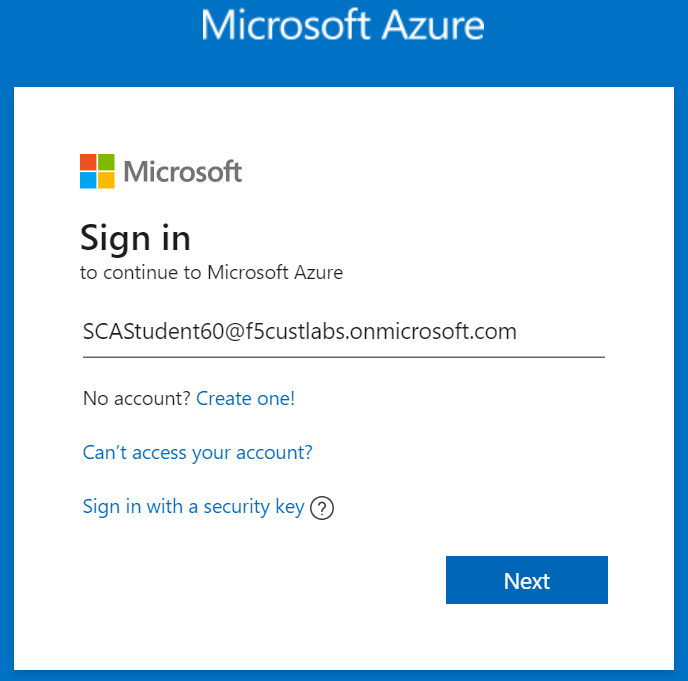 Microsoft Azure
Microsoft
Sign in
to continue to Microsoft Azure
SCAStudent60@f5custlabs.onmicrosoft.com
No account? Create one!
Can’t access your account?
Sign in with a security key ?
Next